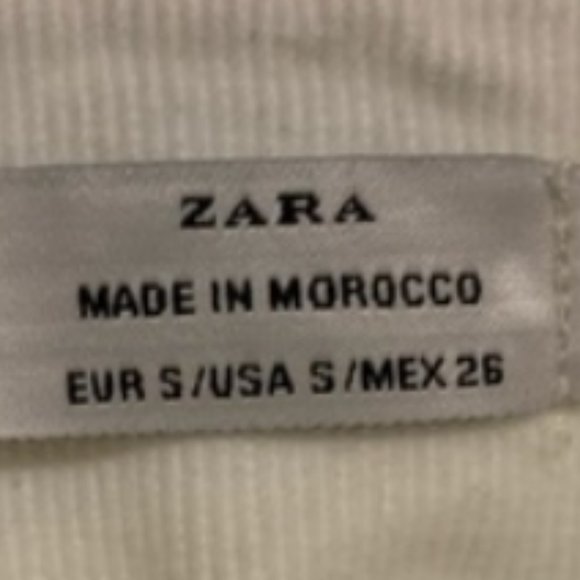 ZARA
MADE IN MOROCCO
EUR S/USA S/MEX 26